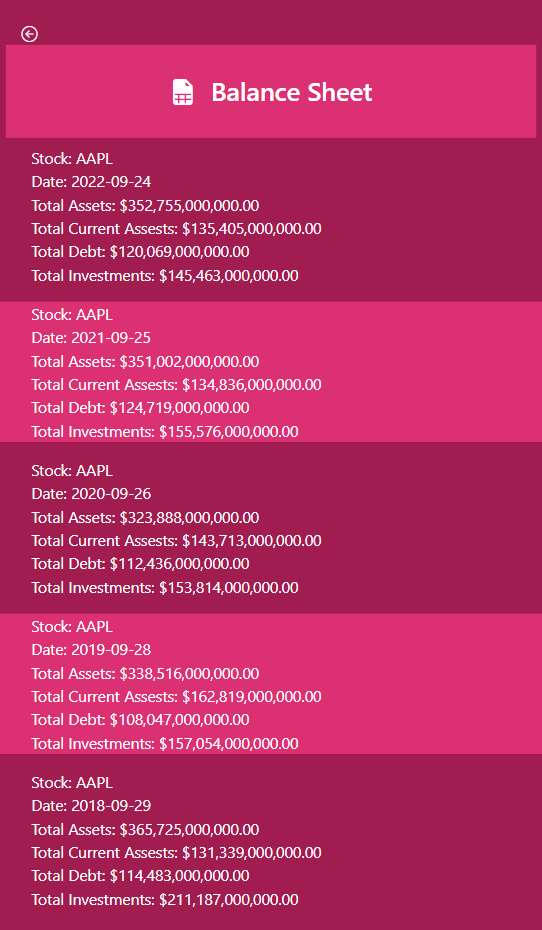 Balance Sheet
Stock: AAPL
Date: 2022-09-24
Total Assets: $352,755,000,000.00
Total Current Assests: $135,405,000,000.00
Total Debt: $120,069,000,000.00
Total Investments: $145,463,000,000.00
Stock: AAPL
Date: 2021-09-25
Total Assets: $351,002,000,000.00
Total Current Assests: $134,836,000,000.00
Total Debt: $124,719,000,000.00
Total Investments: $155,576,000,000.00
Stock: AAPL
Date: 2020-09-26
Total Assets: $323,888,000,000.00
Total Current Assests: $143,713,000,000.00
Total Debt: $112,436,000,000.00
Total Investments: $153,814,000,000.00
Stock: AAPL
Date: 2019-09-28
Total Assets: $338,516,000,000.00
Total Current Assests: $162,819,000,000.00
Total Debt: $108,047,000,000.00
Total Investments: $157,054,000,000.00
Stock: AAPL
Date: 2018-09-29
Total Assets: $365,725,000,000.00
Total Current Assests: $131,339,000,000.00
Total Debt: $114,483,000,000.00
Total Investments: $211,187,000,000.00